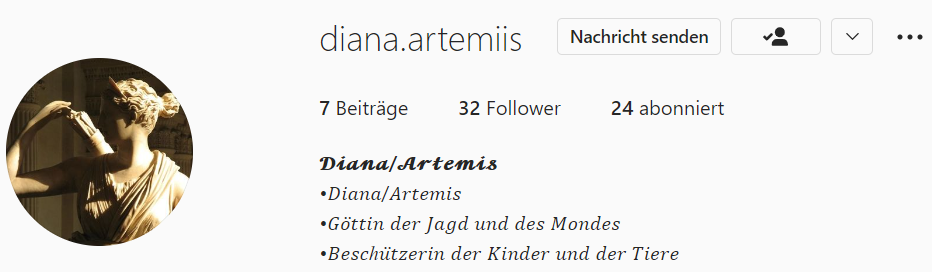 diana.artemiis
Nachricht senden
7 Beiträge 32 Follower 24 abonniert
Diana/Artemis
•Diana/Artemis
•Göttin der Jagd und des Mondes
•Beschützerin der Kinder und der Tiere